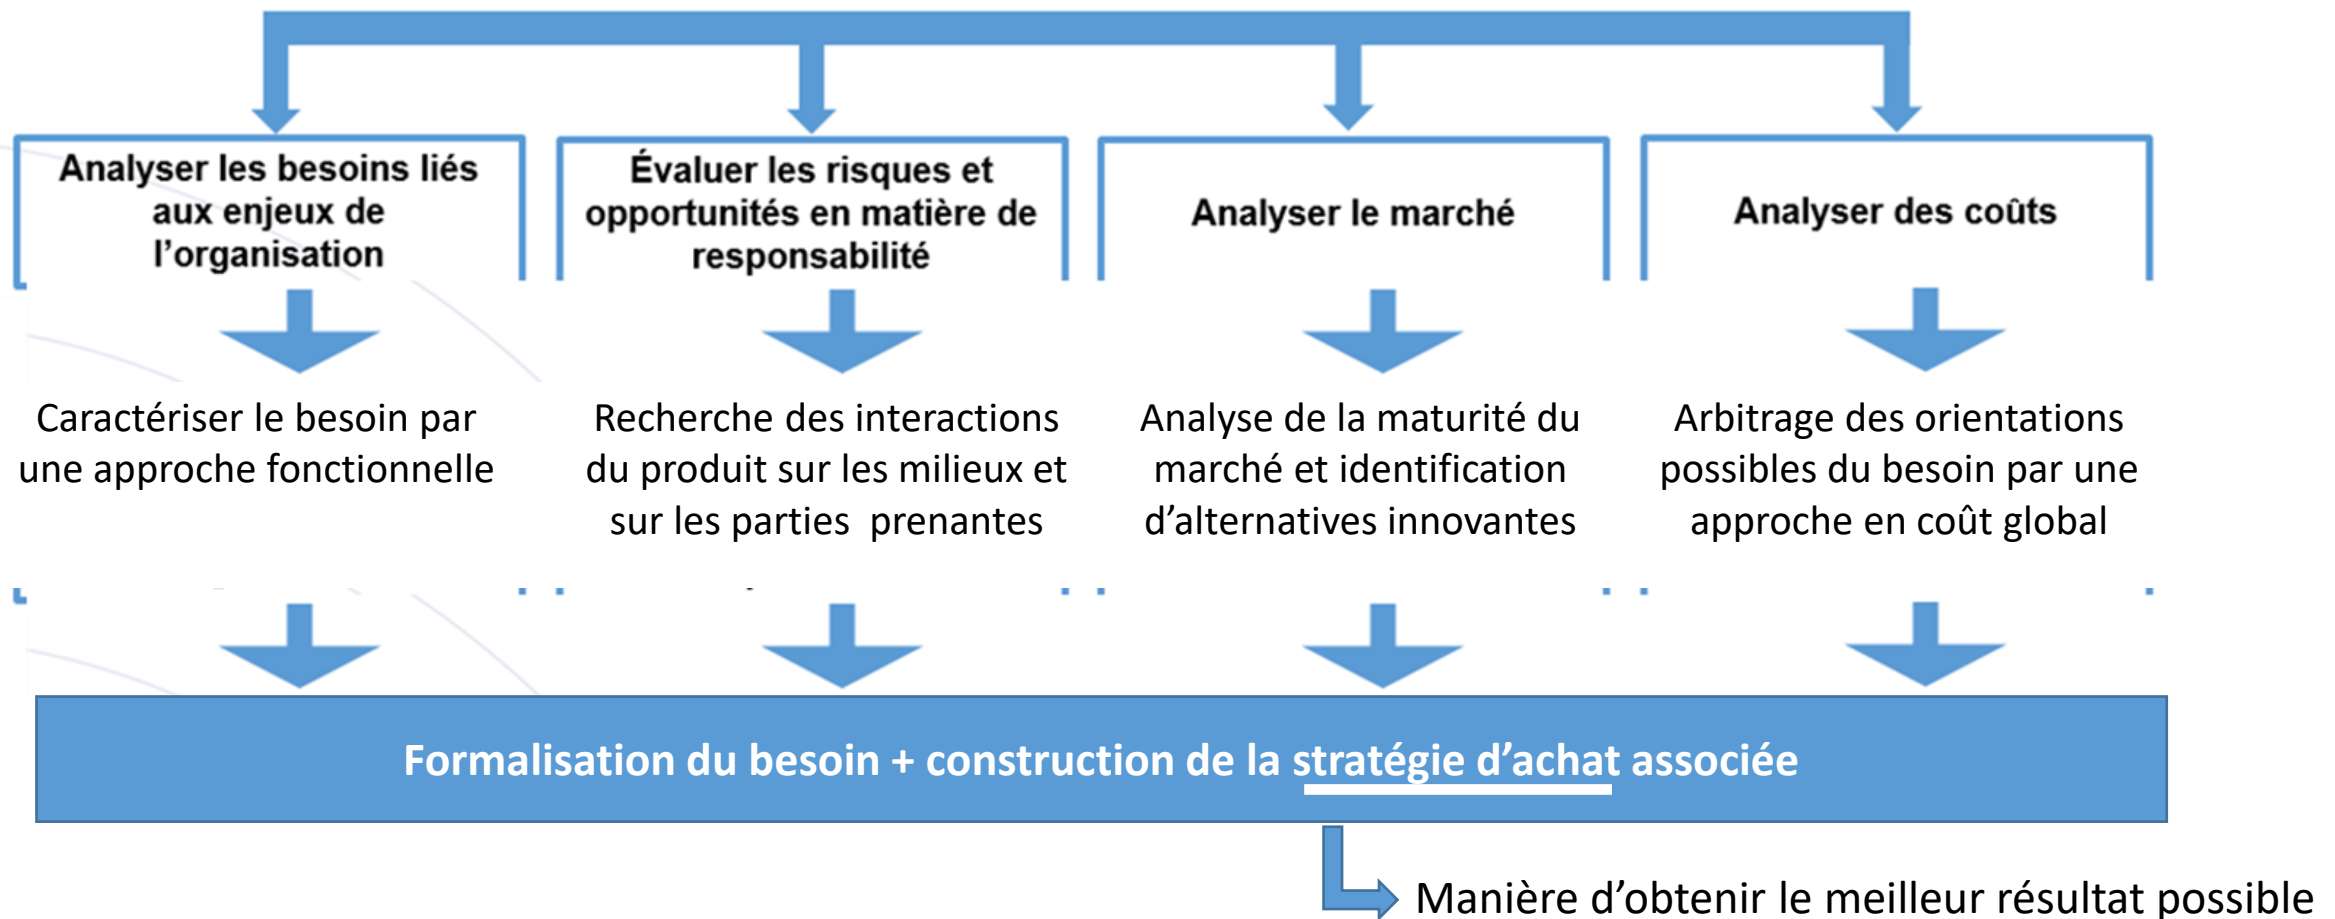 Analyser les besoins liés
aux enjeux de
l'organisation
Évaluer les risques et
opportunités en matière de
responsabilité
Analyser le marché
Analyser des coûts
Caractériser le besoin par
une approche fonctionnelle
Recherche des interactions
du produit sur les milieux et
sur les parties  prenantes
Analyse de la maturité du
marché et identification
d'alternatives innovantes
Arbitrage des orientations
possibles du besoin par une
approche en coût global
Formalisation du besoin + construction de la stratégie d'achat associée
Manière d'obtenir le meilleur résultat possible